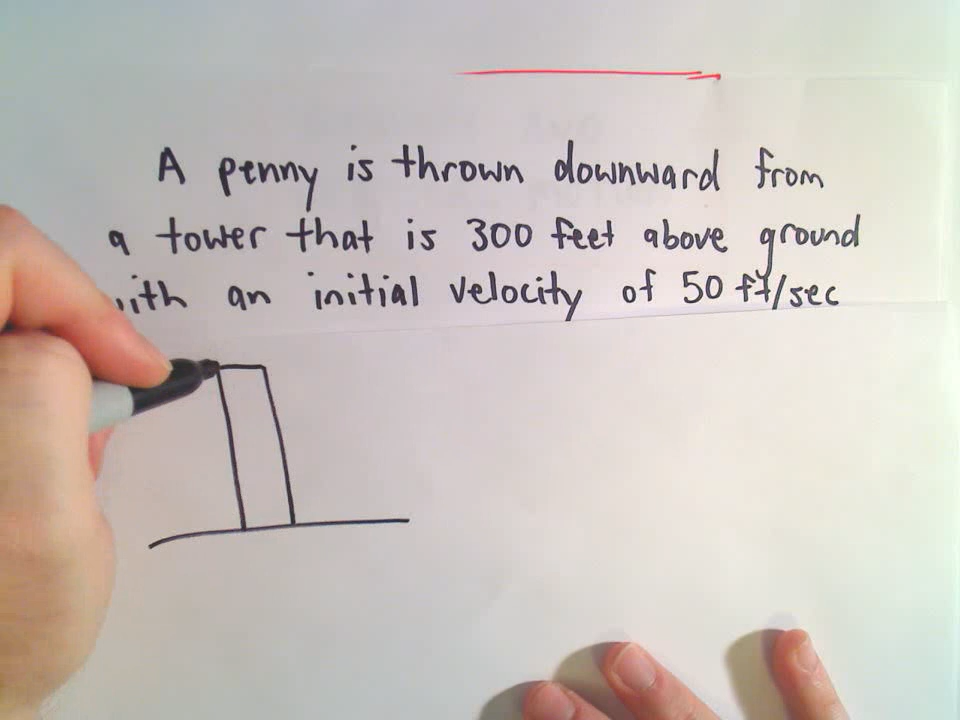 A penny is thrown downward from
a tower that is 300 feet above ground
with an initial velocity of 50 ft/sec